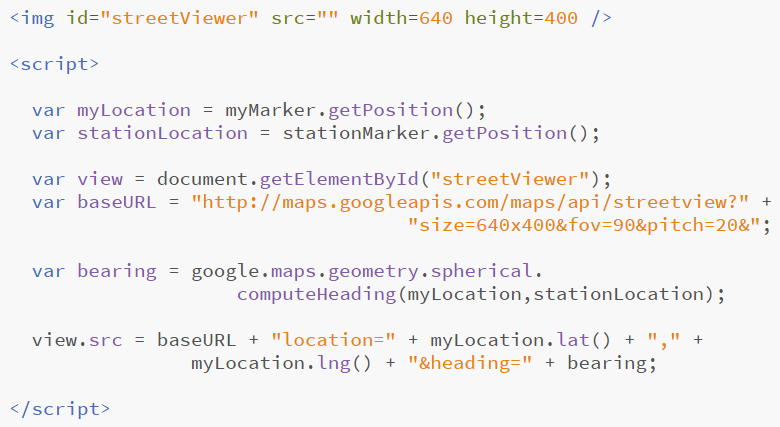 <img id="streetViewer" src="" width=640 height=400 />
<script>
var myLocation = myMarker.getPosition();
var stationLocation = stationMarker.getPosition();
var view = document.getElementById("streetViewer");
var baseURL = "http://maps.googleapis.com/maps/api/streetview?" +
"size=640x400&fov=90&pitch=20&";
var bearing = google.maps.geometry.spherical.
computeHeading(myLocation,stationLocation);
view.src = baseURL + "location=" + myLocation.lat() + "," +
myLocation.lng() + "&heading=" + bearing;
</script>